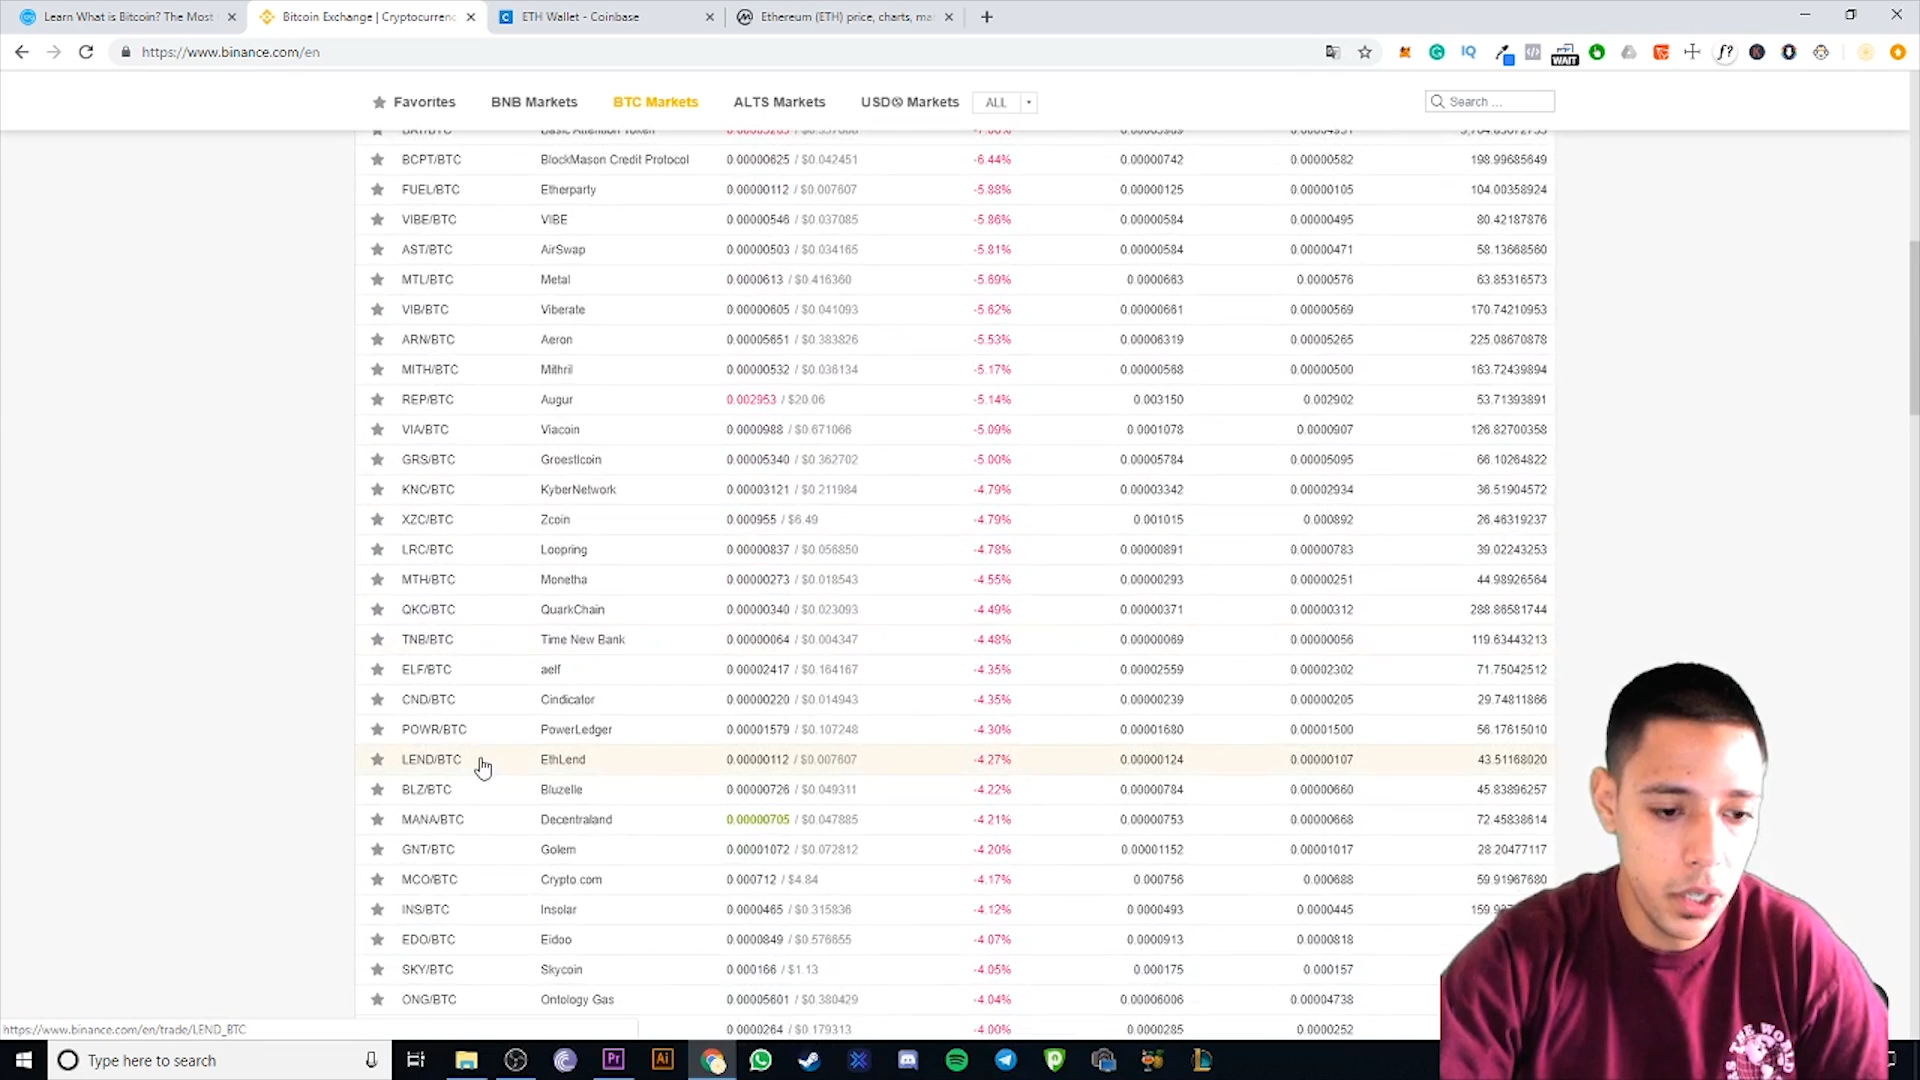 Learn What is Bitcoin? The Most
Bitcoin Exchange | Cryptocurrenc
ETH Wallet - Coinbase
Ethereum (ETH) price, charts, ma
https://www.binance.com/en
WAIT
Favorites BNB Markets BTC Markets ALTS Markets USDⓈ Markets ALL Search ...
BCPT/BTC BlockMason Credit Protocol 0.00000625 / $0.042451 -6.44% 0.00000742 0.00000582 198.99685649
FUEL/BTC Etherparty 0.00000112 / $0.007607 -5.88% 0.00000125 0.00000105 104.00358924
VIBE/BTC VIBE 0.00000546 / $0.037085 -5.86% 0.00000584 0.00000495 80.42187876
AST/BTC AirSwap 0.00000503 / $0.034165 -5.81% 0.00000584 0.00000471 58.13668560
MTL/BTC Metal 0.0000613 / $0.416360 -5.69% 0.0000663 0.0000576 63.85316573
VIB/BTC Viberate 0.00000605 / $0.041093 -5.62% 0.00000661 0.00000569 170.74210953
ARN/BTC Aeron 0.00005651 / $0.383826 -5.53% 0.00006319 0.00005265 225.08670878
MITH/BTC Mithril 0.00000532 / $0.036134 -5.17% 0.00000568 0.00000500 163.72439894
REP/BTC Augur 0.002953 / $20.06 -5.14% 0.003150 0.002902 53.71393891
VIA/BTC Viacoin 0.0000988 / $0.671066 -5.09% 0.0001078 0.0000907 126.82700358
GRS/BTC Groestlcoin 0.00005340 / $0.362702 -5.00% 0.00005784 0.00005095 66.10264822
KNC/BTC KyberNetwork 0.00003121 / $0.211984 -4.79% 0.00003342 0.00002934 36.51904572
XZC/BTC Zcoin 0.000955 / $6.49 -4.79% 0.001015 0.000892 26.46319237
LRC/BTC Loopring 0.00000837 / $0.056850 -4.78% 0.00000891 0.00000783 39.02243253
MTH/BTC Monetha 0.00000273 / $0.018543 -4.55% 0.00000293 0.00000251 44.98926564
QKC/BTC QuarkChain 0.00000340 / $0.023093 -4.49% 0.00000371 0.00000312 288.86581744
TNB/BTC Time New Bank 0.00000064 / $0.004347 -4.48% 0.00000069 0.00000056 119.63443213
ELF/BTC aelf 0.00002417 / $0.164167 -4.35% 0.00002559 0.00002302 71.75042512
CND/BTC Cindicator 0.00000220 / $0.014943 -4.35% 0.00000239 0.00000205 29.74811866
POWR/BTC PowerLedger 0.00001579 / $0.107248 -4.30% 0.00001680 0.00001500 56.17615010
LEND/BTC EthLend 0.00000112 / $0.007607 -4.27% 0.00000124 0.00000107 43.51168020
BLZ/BTC Bluzelle 0.00000726 / $0.049311 -4.22% 0.00000784 0.00000660 45.83896257
MANA/BTC Decentraland 0.00000705 / $0.047885 -4.21% 0.00000753 0.00000668 72.45838614
GNT/BTC Golem 0.00001072 / $0.072812 -4.20% 0.00001152 0.00001017 28.20477117
MCO/BTC Crypto.com 0.000712 / $4.84 -4.17% 0.000756 0.000688 59.91967680
INS/BTC Insolar 0.0000465 / $0.315836 -4.12% 0.0000493 0.0000445
EDO/BTC Eidoo 0.0000849 / $0.576655 -4.07% 0.0000913 0.0000818
SKY/BTC Skycoin 0.000166 / $1.13 -4.05% 0.000175 0.000157
ONG/BTC Ontology Gas 0.00005601 / $0.380429 -4.04% 0.00006006 0.00004738
0.0000264 / $0.179313 -4.00% 0.0000285 0.0000252
https://www.binance.com/en/trade/LEND_BTC
Type here to search